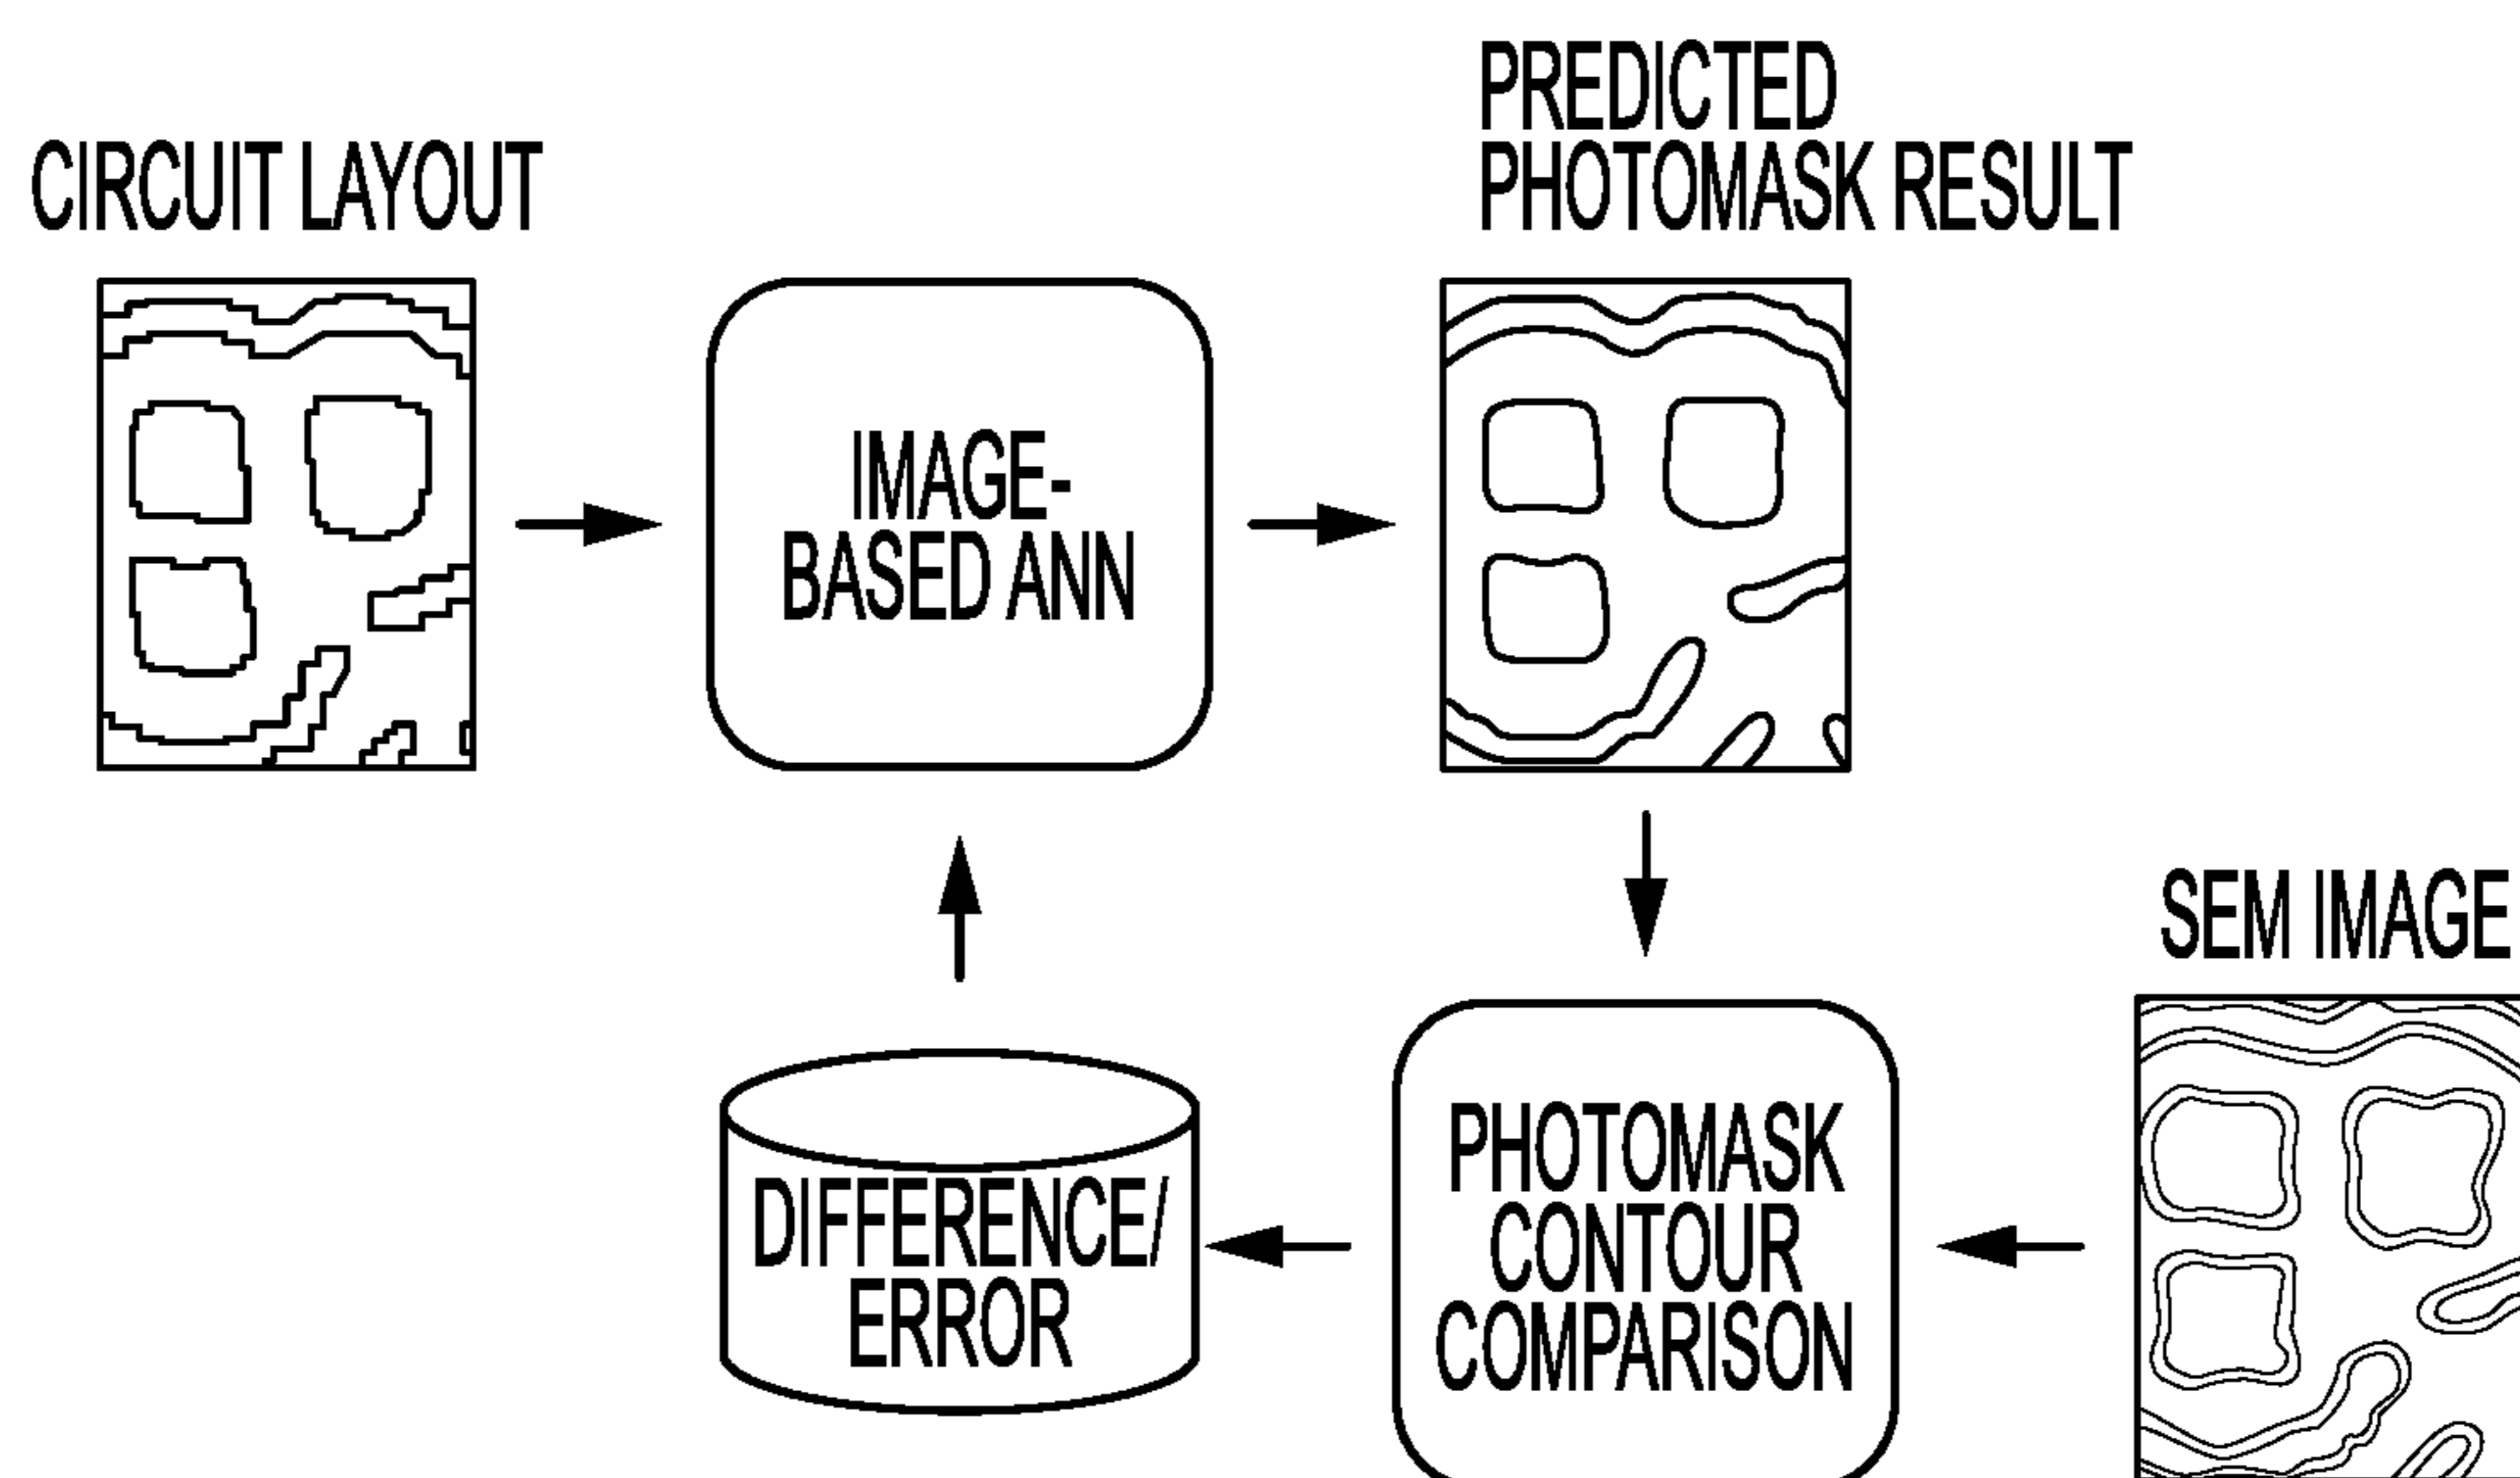 CIRCUIT LAYOUT
PREDICTED
PHOTOMASK RESULT
IMAGE-
BASED ANN
SEM IMAGE
DIFFERENCE/
ERROR
PHOTOMASK
CONTOUR
COMPARISON